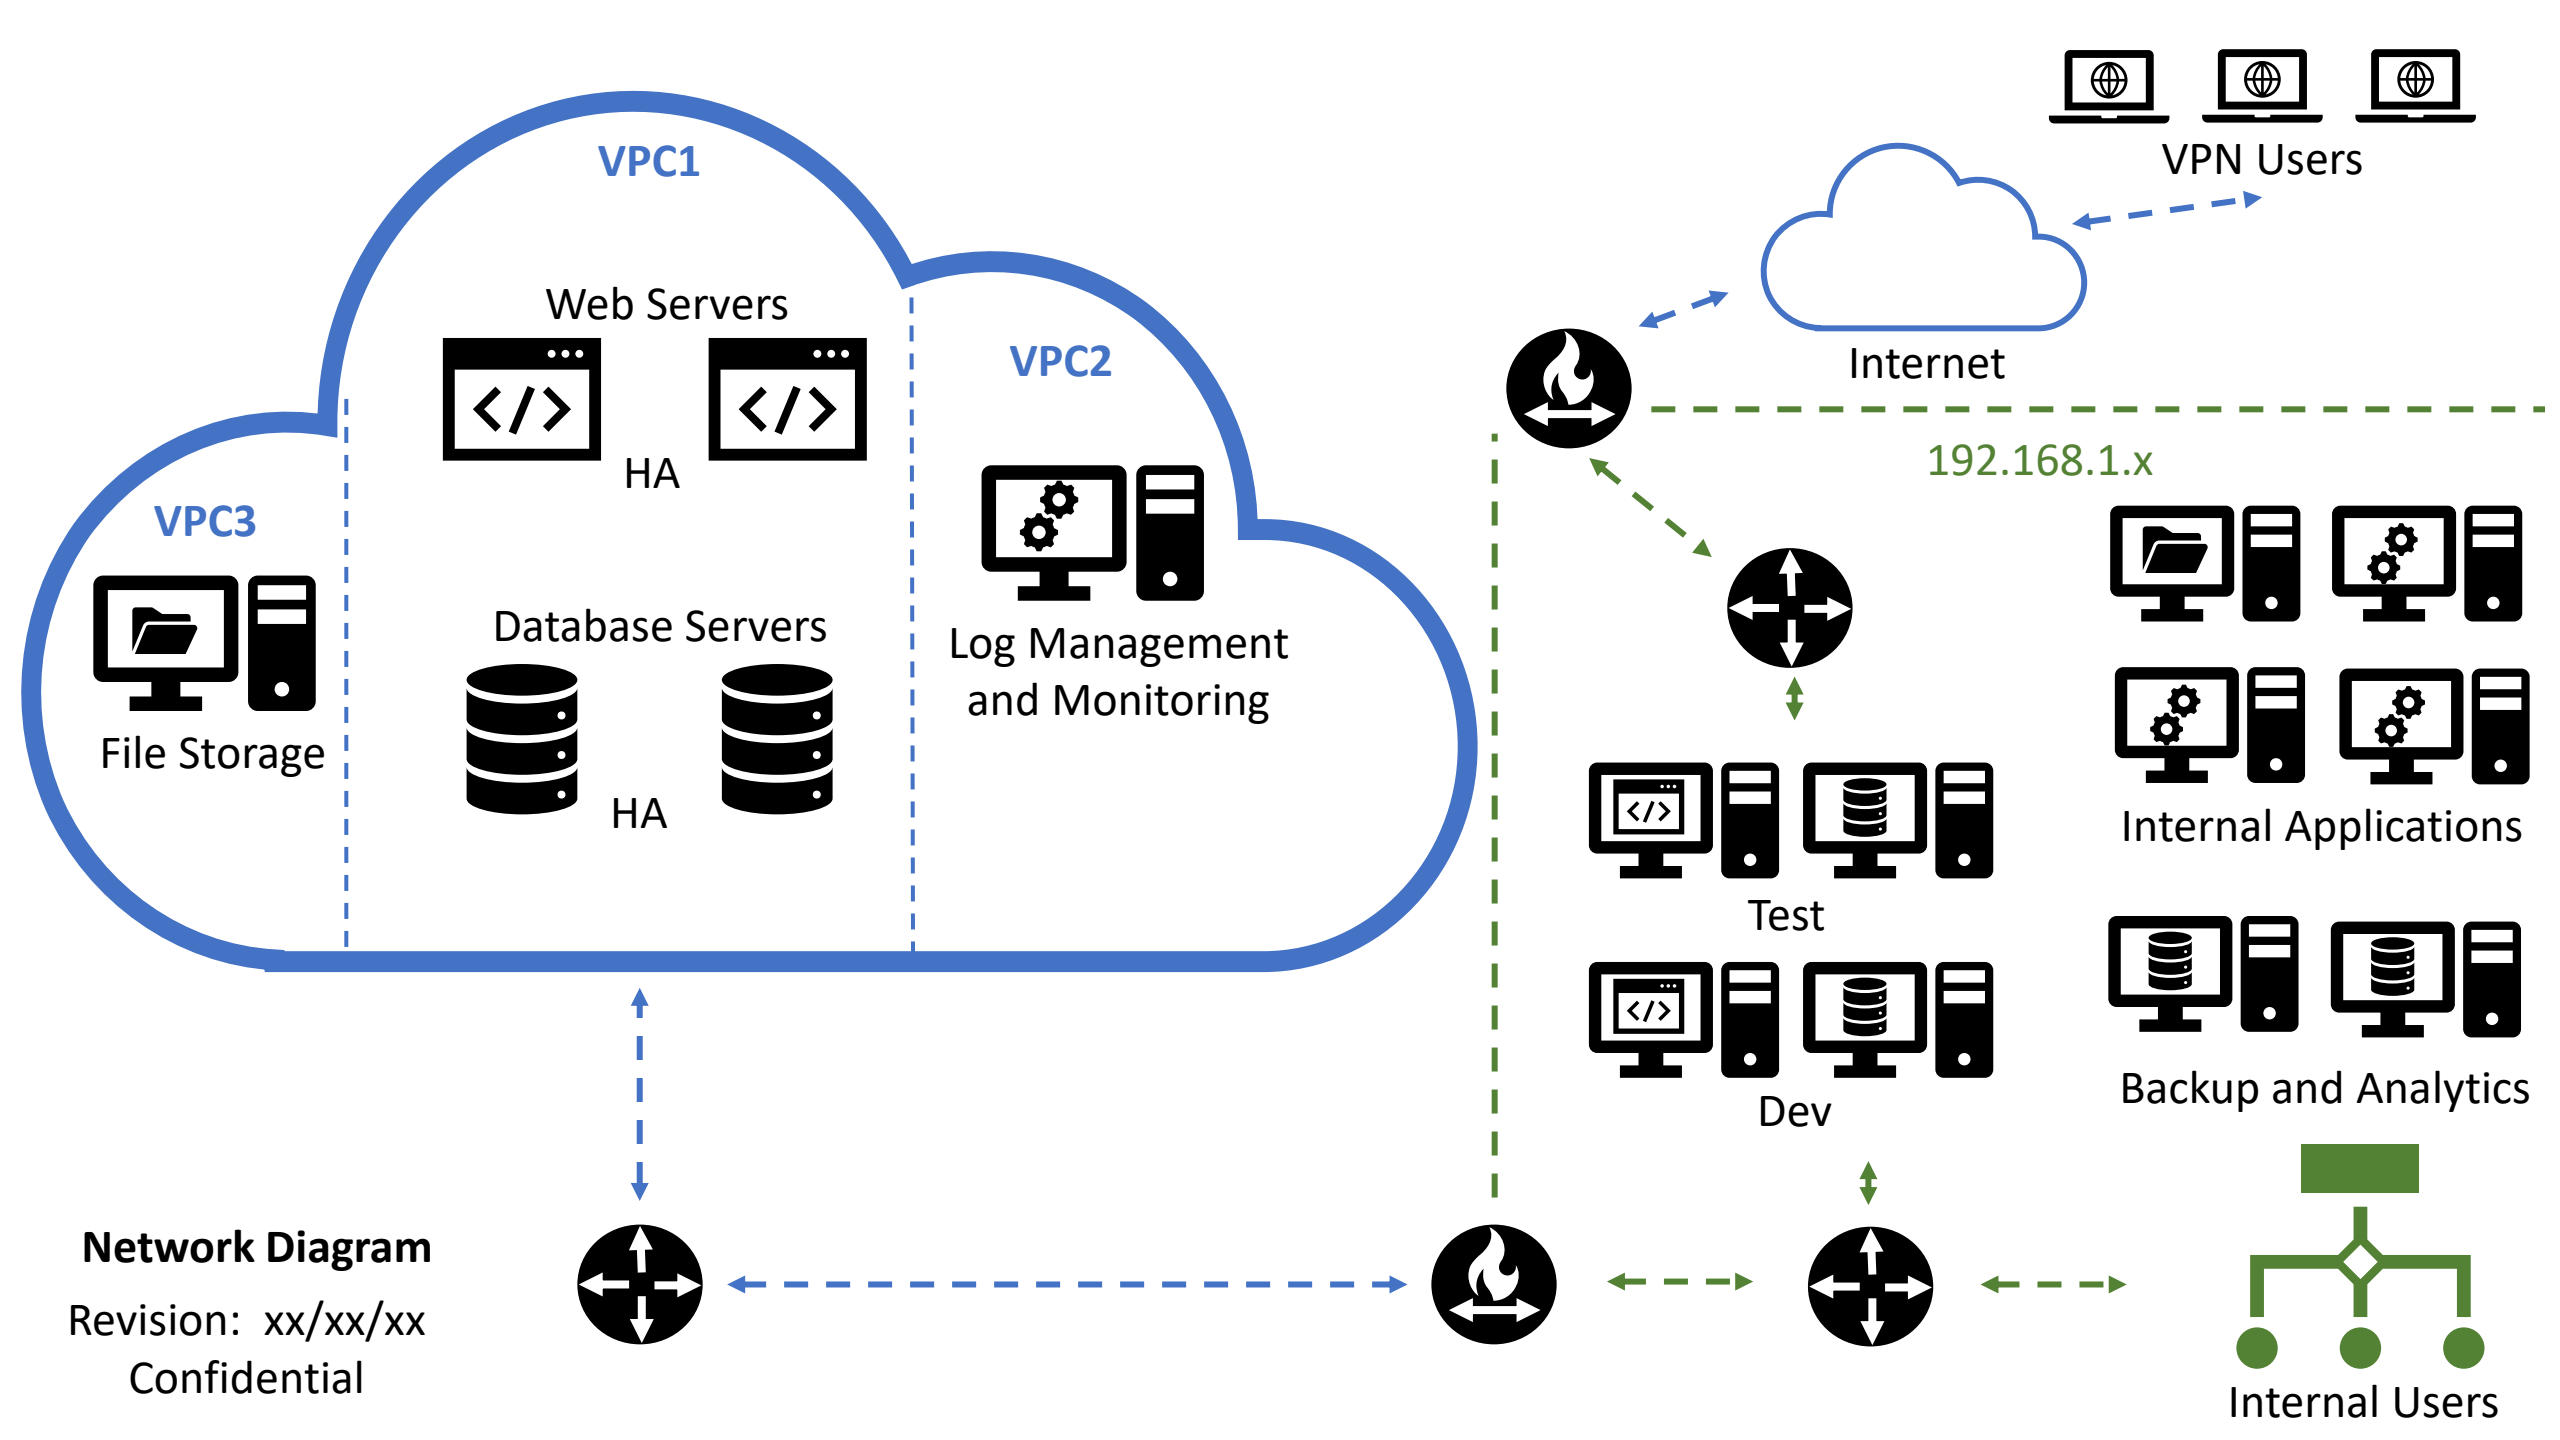 VPN Users
VPC1
Web Servers
</>
</>
HA
VPC2
Internet
192.168.1.x
VPC3
File Storage
Database Servers
HA
Log Management
and Monitoring
</>
Test
</>
Dev
Internal Applications
Backup and Analytics
Internal Users
Network Diagram
Revision: xx/xx/xx
Confidential